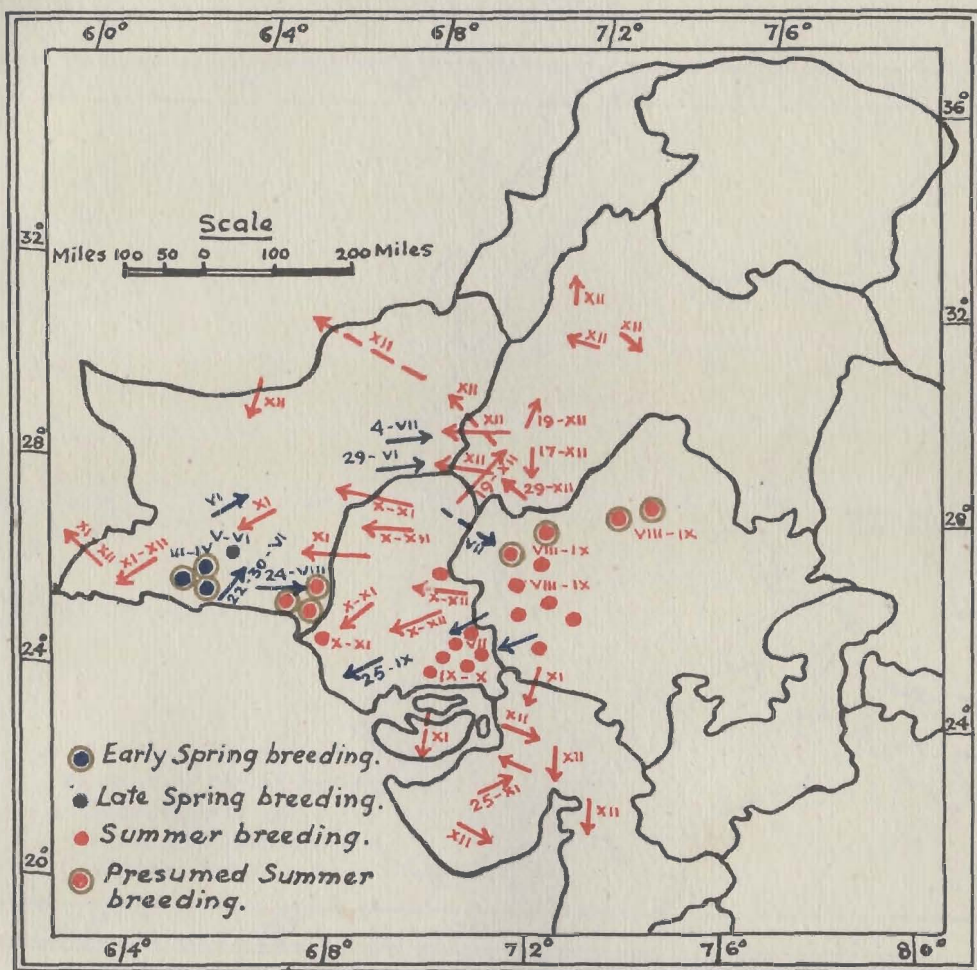 60° 64° 68° 72° 76°
36°
Scale
32°
Miles 100 50 0 100 200 Miles
XII
32°
XII
XII XII
XII
XII
4-VII
XII
19-XII
28°
29-VI
XII
17-XII
19-XII
29-XII
VI
XI
X-XI
28°
V-VI
XI
X-XI
VII
VIII-IX
VIII-IX
XI
XII
XI-XII
III-IV
22-30-VI
24-VIII
VIII-IX
X-XII
X-XI
X-XII
24°
X-XI
VII
25-IX
IX-X
XI
XI
XII
24°
XII
25-XI
XII
XII
Early Spring breeding.
Late Spring breeding.
Summer breeding.
20°
Presumed Summer
breeding.
64° 68° 72° 76° 80°